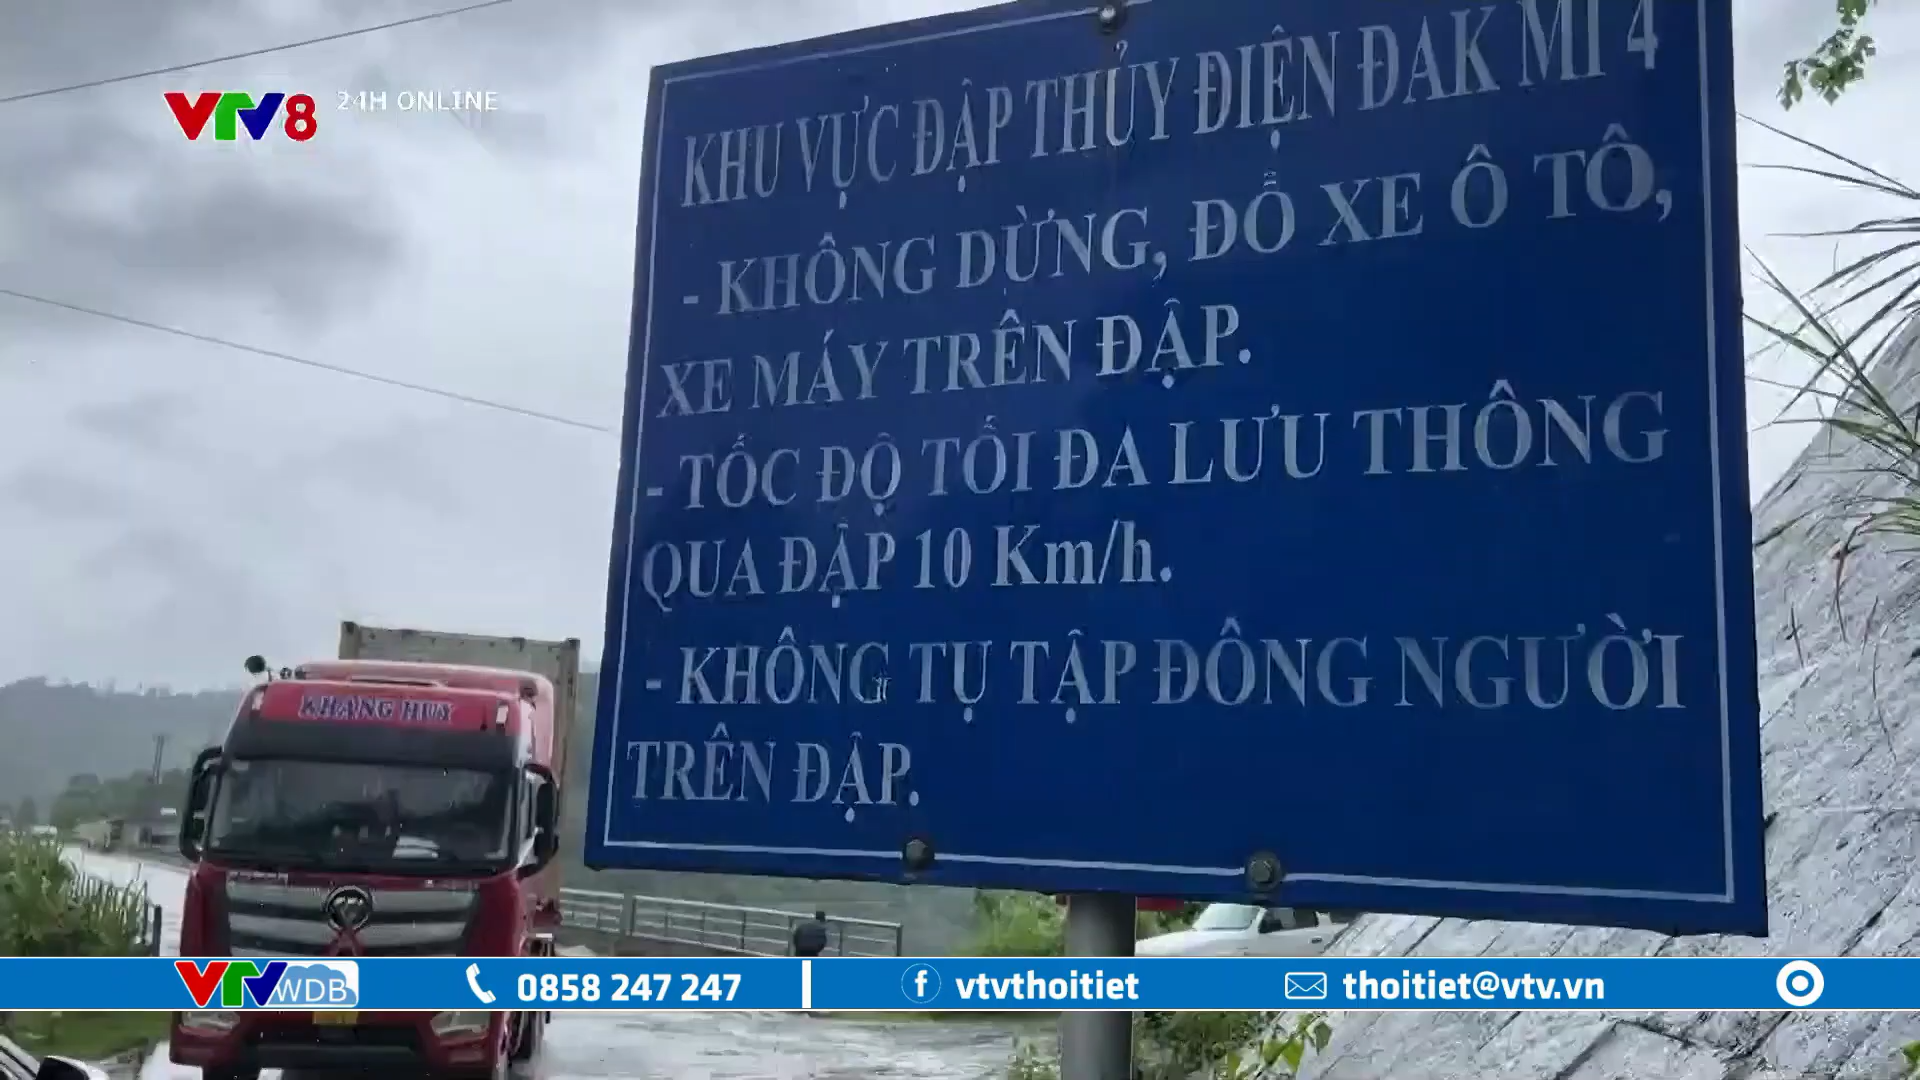 VTV8 24H ONLINE
KHU VỰC ĐẬP THỦY ĐIỆN ĐAK MI 4
- KHÔNG DỪNG, ĐỖ XE Ô TÔ,
XE MÁY TRÊN ĐẬP.
- TỐC ĐỘ TỐI ĐA LƯU THÔNG
QUA ĐẬP 10 Km/h.
- KHÔNG TỤ TẬP ĐÔNG NGƯỜI
TRÊN ĐẬP.
KHANG HUY
VTV WDB 0858 247 247 vtvthoitiet thoitiet@vtv.vn